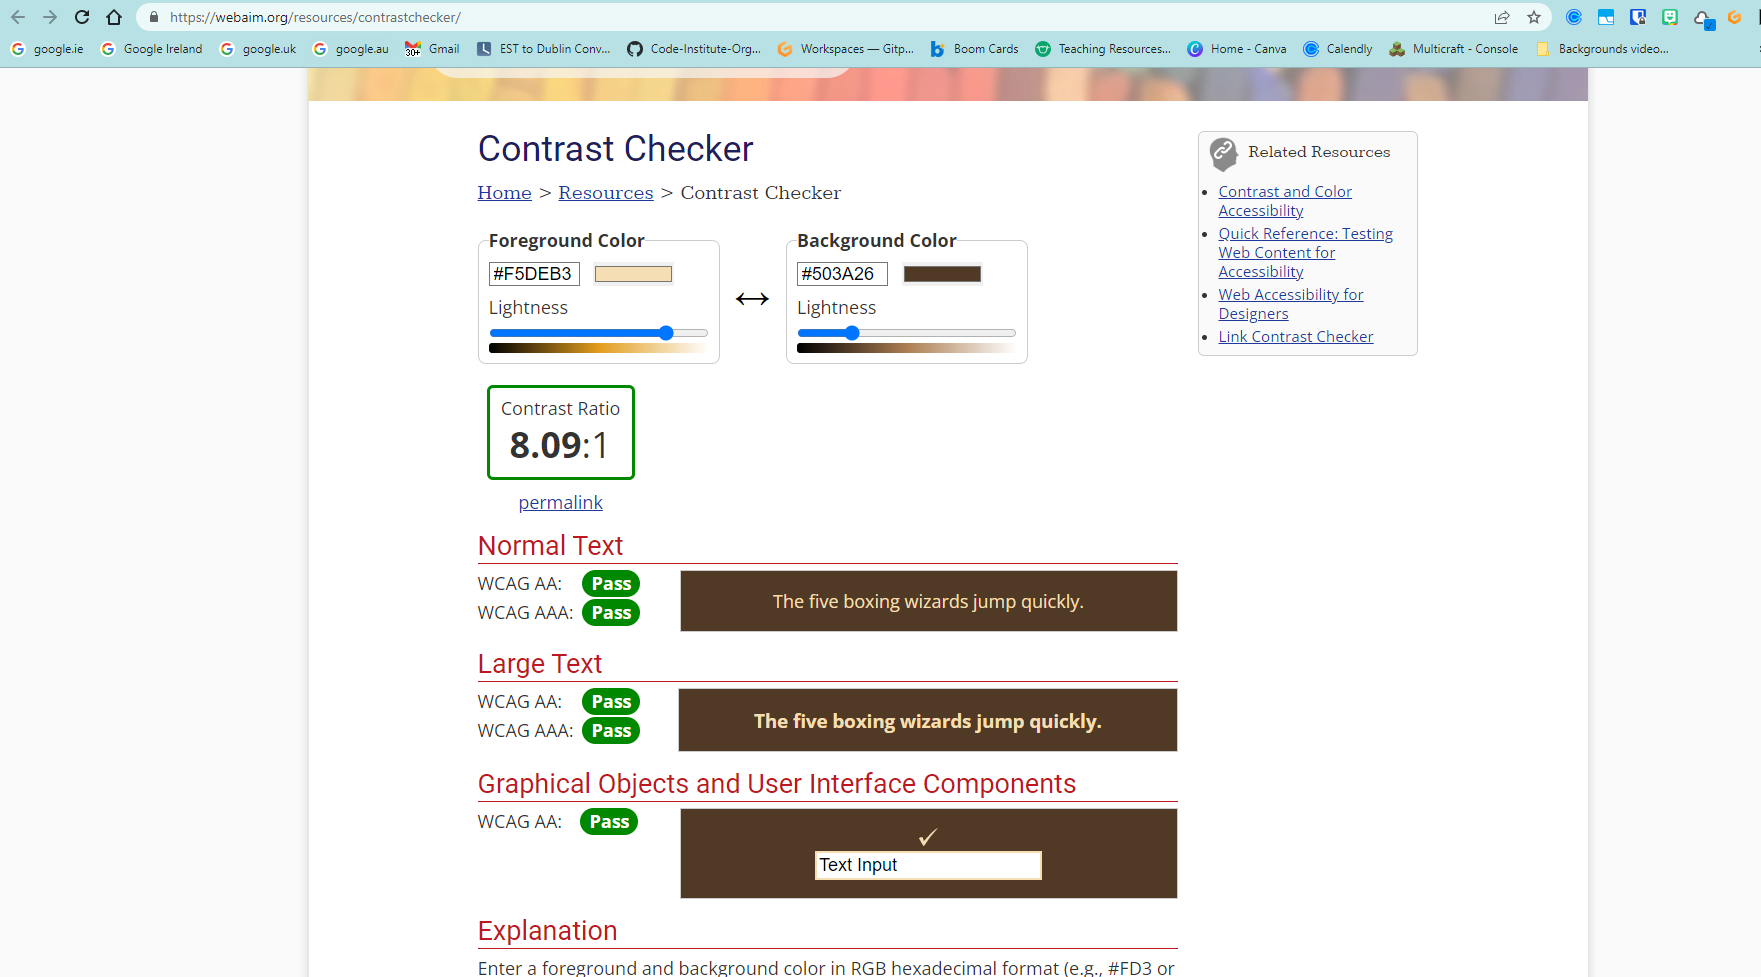 https://webaim.org/resources/contrastchecker/
google.ie Google Ireland google.uk google.au Gmail EST to Dublin Conv... Code-Institute-Org... Workspaces — Gitp... Boom Cards Teaching Resources... Home - Canva Calendly Multicraft - Console Backgrounds video...
30+
Contrast Checker
Home > Resources > Contrast Checker
Foreground Color
#F5DEB3
Lightness
Background Color
#503A26
Lightness
Contrast Ratio
8.09:1
permalink
Normal Text
WCAG AA: Pass
WCAG AAA: Pass
The five boxing wizards jump quickly.
Large Text
WCAG AA: Pass
WCAG AAA: Pass
The five boxing wizards jump quickly.
Graphical Objects and User Interface Components
WCAG AA: Pass
✓
Text Input
Explanation
Enter a foreground and background color in RGB hexadecimal format (e.g., #FD3 or
Related Resources
Contrast and Color
Accessibility
Quick Reference: Testing
Web Content for
Accessibility
Web Accessibility for
Designers
Link Contrast Checker